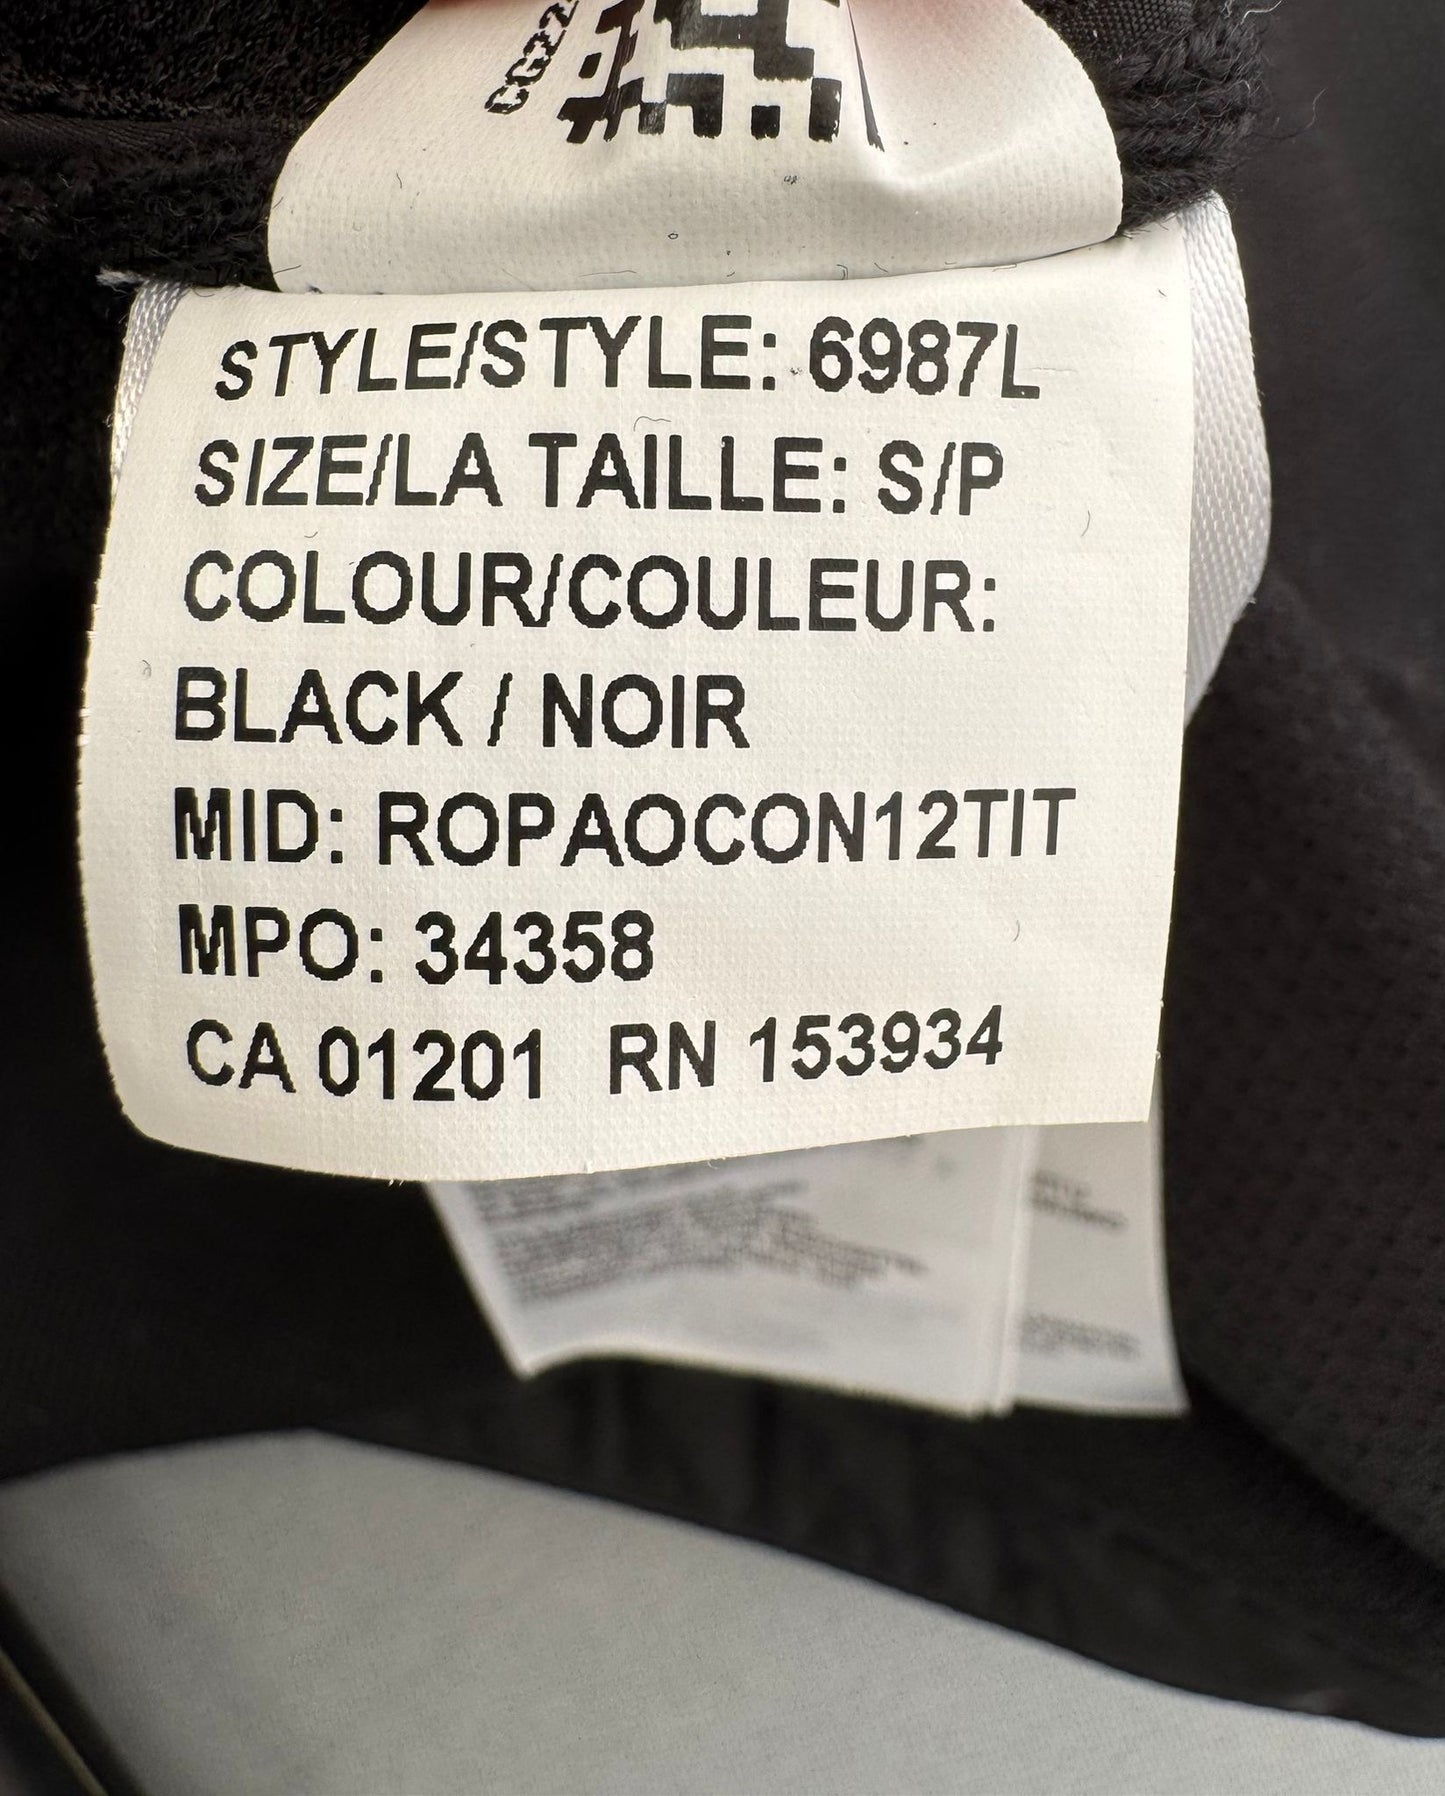 STYLE/STYLE: 6987L
SIZE/LA TAILLE: S/P
COLOUR/COULEUR:
BLACK / NOIR
MID: ROPAOCON12TIT
MPO: 34358
CA 01201 RN 153934